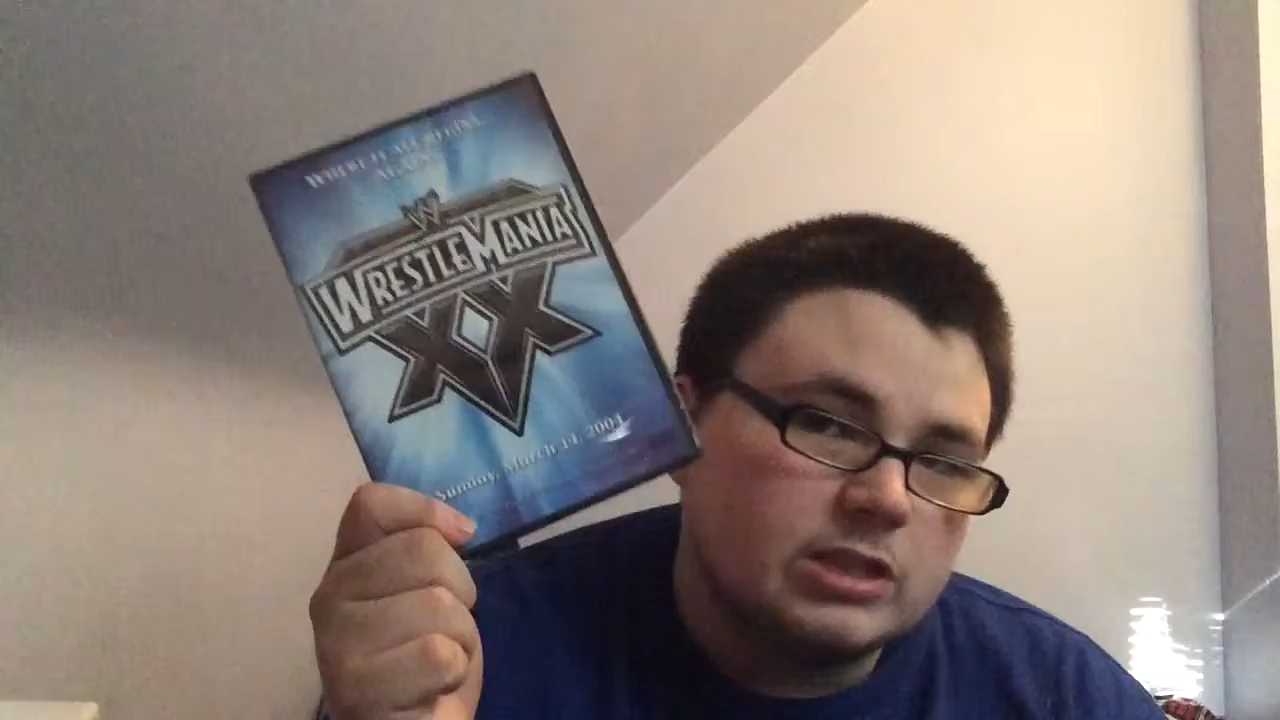 WHERE IT ALL BEGINS...
AGAIN.
W
WRESTLEMANIA
XX
Sunday, March 14, 2004